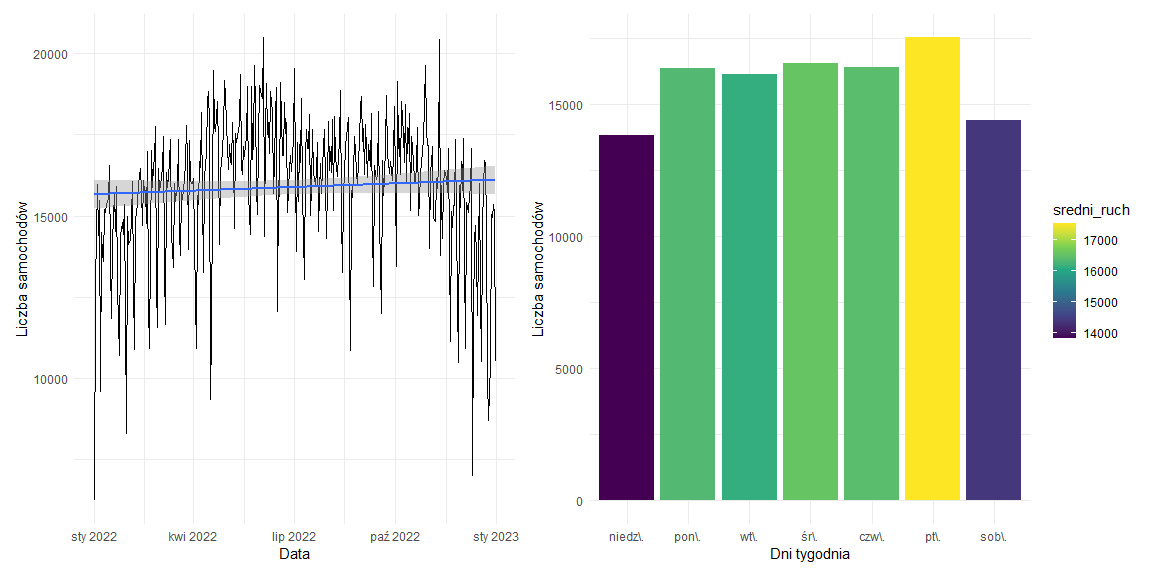 20000
15000
10000
Liczba samochodów
sty 2022
kwi 2022
lip 2022
paź 2022
sty 2023
Data
15000
10000
5000
0
Liczba samochodów
niedz\.
pon\.
wt\.
śr\.
czw\.
pt\.
sob\.
Dni tygodnia
sredni_ruch
17000
16000
15000
14000